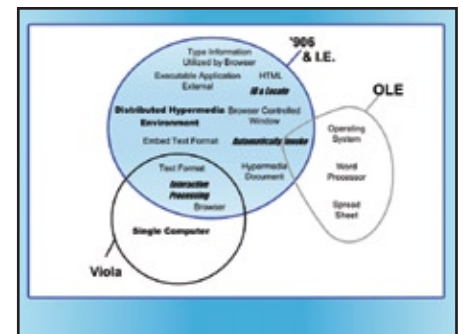 '906
& I.E.
Type Information
Utilized by Browser
Executable Application
External
HTML
ID & Locate
OLE
Distributed Hypermedia
Environment
Browser Controlled
Window
Embed Text Format
Automatically Invoke
Operating
System
Text Format
Hypermedia
Document
Word
Processor
Interactive
Processing
Browser
Spread
Sheet
Single Computer
Viola